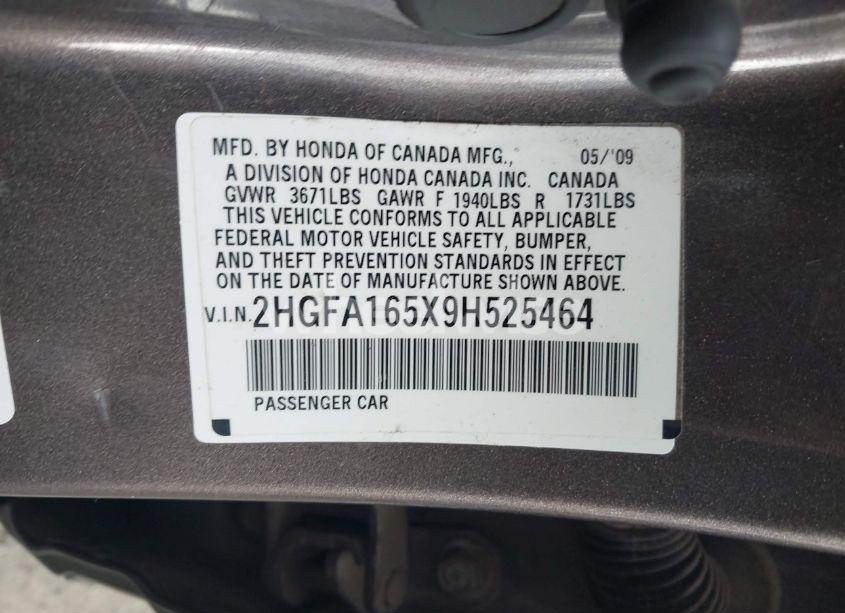 MFD. BY HONDA OF CANADA MFG., 05/'09
A DIVISION OF HONDA CANADA INC. CANADA
GVWR 3671LBS GAWR F 1940LBS R 1731LBS
THIS VEHICLE CONFORMS TO ALL APPLICABLE
FEDERAL MOTOR VEHICLE SAFETY, BUMPER,
AND THEFT PREVENTION STANDARDS IN EFFECT
ON THE DATE OF MANUFACTURE SHOWN ABOVE.
V.I.N. 2HGFA165X9H525464
PASSENGER CAR